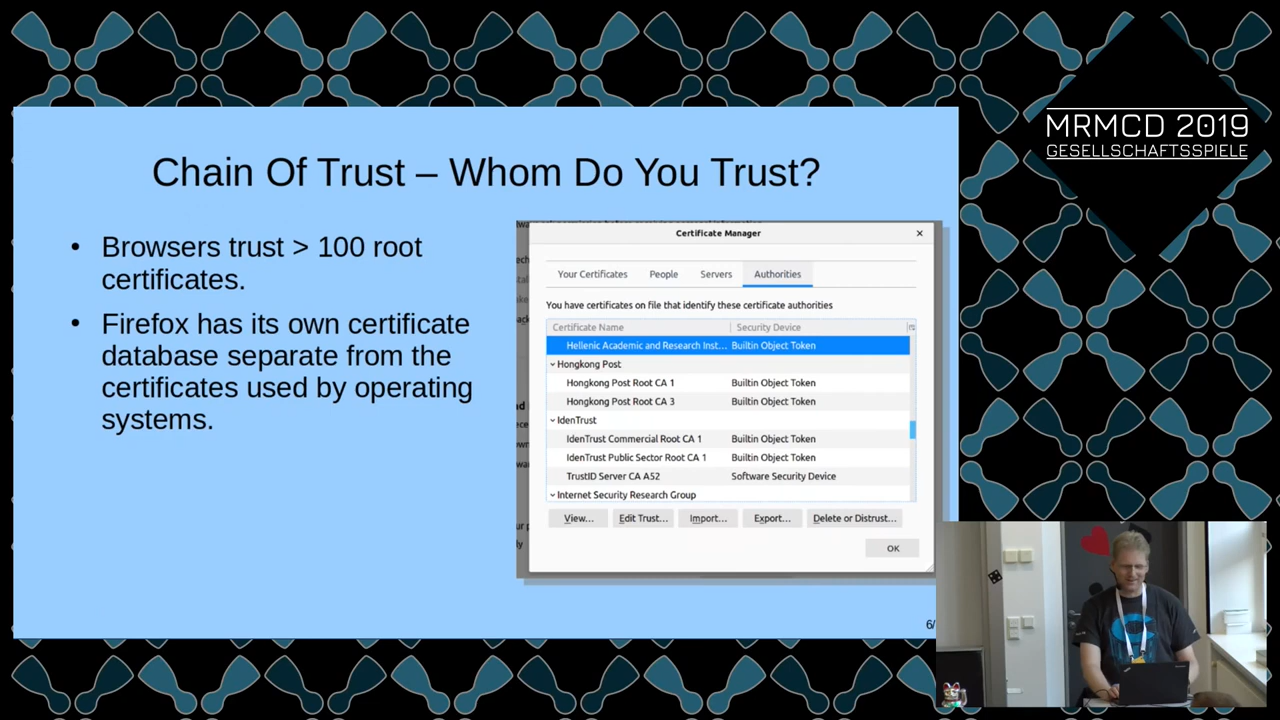 MRMCD 2019
GESELLSCHAFTSSPIELE
Chain Of Trust – Whom Do You Trust?
• Browsers trust > 100 root
certificates.
• Firefox has its own certificate
database separate from the
certificates used by operating
systems.
Certificate Manager
Your Certificates People Servers Authorities
You have certificates on file that identify these certificate authorities
Certificate Name Security Device
Hellenic Academic and Research Inst... Builtin Object Token
Hongkong Post
Hongkong Post Root CA 1 Builtin Object Token
Hongkong Post Root CA 3 Builtin Object Token
IdenTrust
IdenTrust Commercial Root CA 1 Builtin Object Token
IdenTrust Public Sector Root CA 1 Builtin Object Token
TrustID Server CA A52 Software Security Device
Internet Security Research Group
View... Edit Trust... Import... Export... Delete or Distrust...
OK
6/